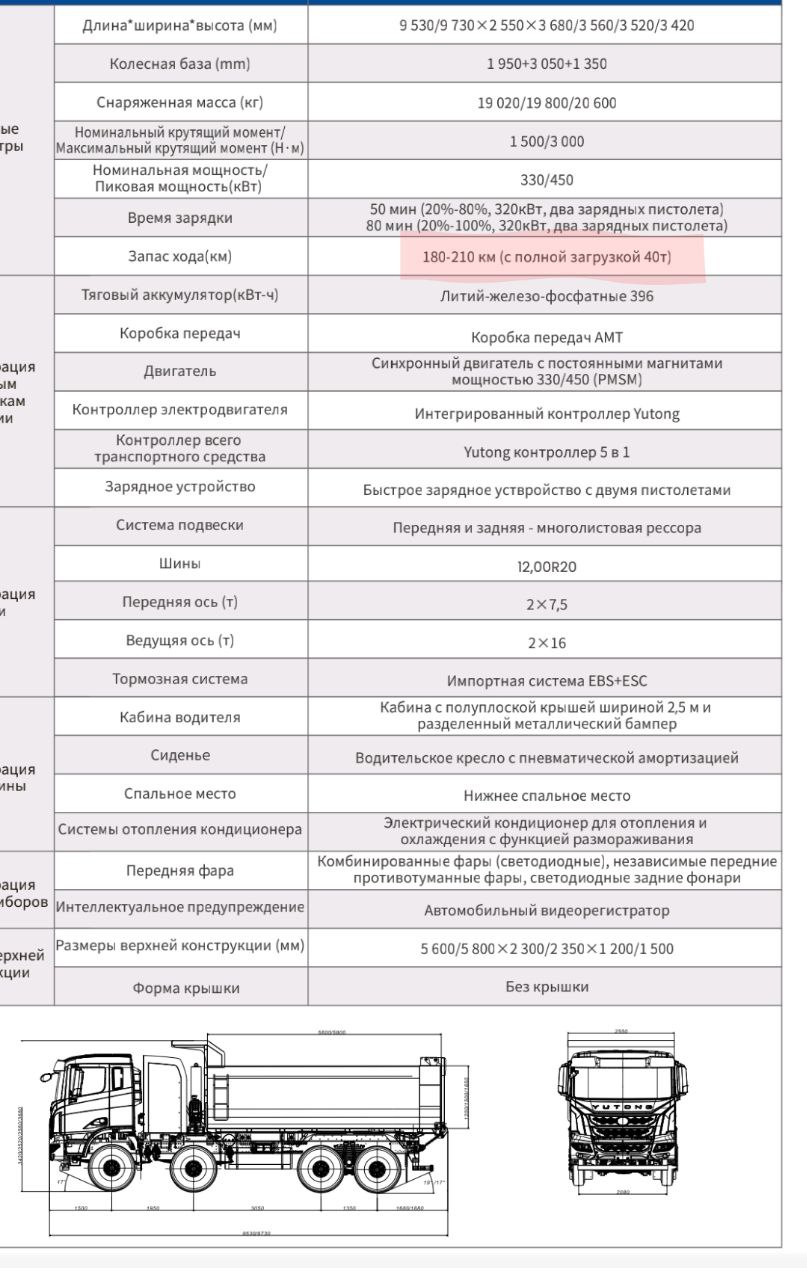 Длина*ширина*высота (мм)
9 530/9 730×2 550×3 680/3 560/3 520/3 420
Колесная база (mm)
1 950+3 050+1 350
Снаряженная масса (кг)
19 020/19 800/20 600
ые
тры
Номинальный крутящий момент/
Максимальный крутящий момент (Н·м)
1 500/3 000
Номинальная мощность/
Пиковая мощность(кВт)
330/450
Время зарядки
50 мин (20%-80%, 320кВт, два зарядных пистолета)
80 мин (20%-100%, 320кВт, два зарядных пистолета)
Запас хода(км)
180-210 км (с полной загрузкой 40т)
Тяговый аккумулятор(кВт-ч)
Литий-железо-фосфатные 396
Коробка передач
Коробка передач AMT
рация
ым
кам
ии
Двигатель
Синхронный двигатель с постоянными магнитами
мощностью 330/450 (PMSM)
Контроллер электродвигателя
Интегрированный контроллер Yutong
Контроллер всего
транспортного средства
Yutong контроллер 5 в 1
Зарядное устройство
Быстрое зарядное уствройство с двумя пистолетами
Система подвески
Передняя и задняя - многолистовая рессора
Шины
12,00R20
рация
и
Передняя ось (т)
2×7,5
Ведущая ось (т)
2×16
Тормозная система
Импортная система EBS+ESC
Кабина водителя
Кабина с полуплоской крышей шириной 2,5 м и
разделенный металлический бампер
рация
ины
Сиденье
Водительское кресло с пневматической амортизацией
Спальное место
Нижнее спальное место
Системы отопления кондиционера
Электрический кондиционер для отопления и
охлаждения с функцией размораживания
рация
иборов
Передняя фара
Комбинированные фары (светодиодные), независимые передние
противотуманные фары, светодиодные задние фонари
Интеллектуальное предупреждение
Автомобильный видеорегистратор
ерхней
кции
Размеры верхней конструкции (мм)
5 600/5 800×2 300/2 350×1 200/1 500
Форма крышки
Без крышки
5600/5800
2550
YUTONG
17°
19°/17°
1500
1950
3050
1350
2080
9530/9730